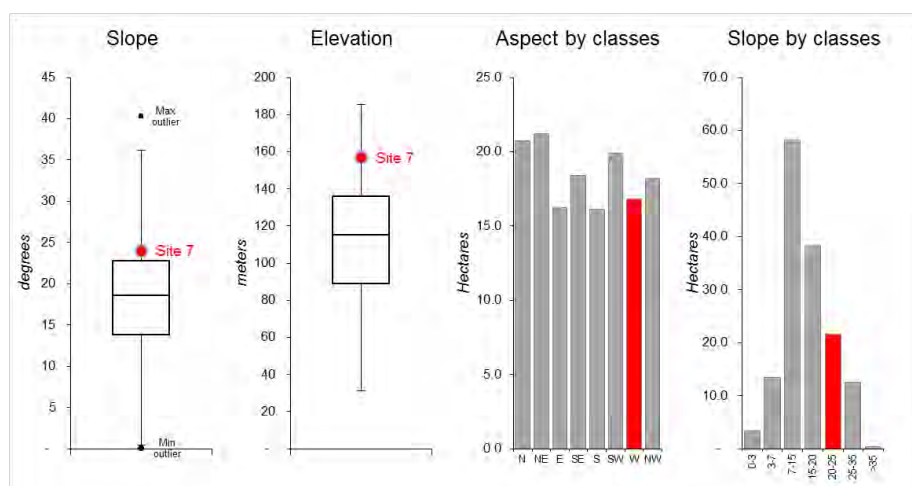 Slope
45
40
35
30
25
20
15
10
5
-
degrees
Max
outlier
Site 7
Min
outlier
Elevation
200
180
160
140
120
100
80
60
40
20
-
meters
Site 7
Aspect by classes
25.0
20.0
15.0
10.0
5.0
0.0
Hectares
N NE E SE S SW W NW
Slope by classes
70.0
60.0
50.0
40.0
30.0
20.0
10.0
-
Hectares
0-3
3-7
7-15
15-20
20-25
25-35
>35